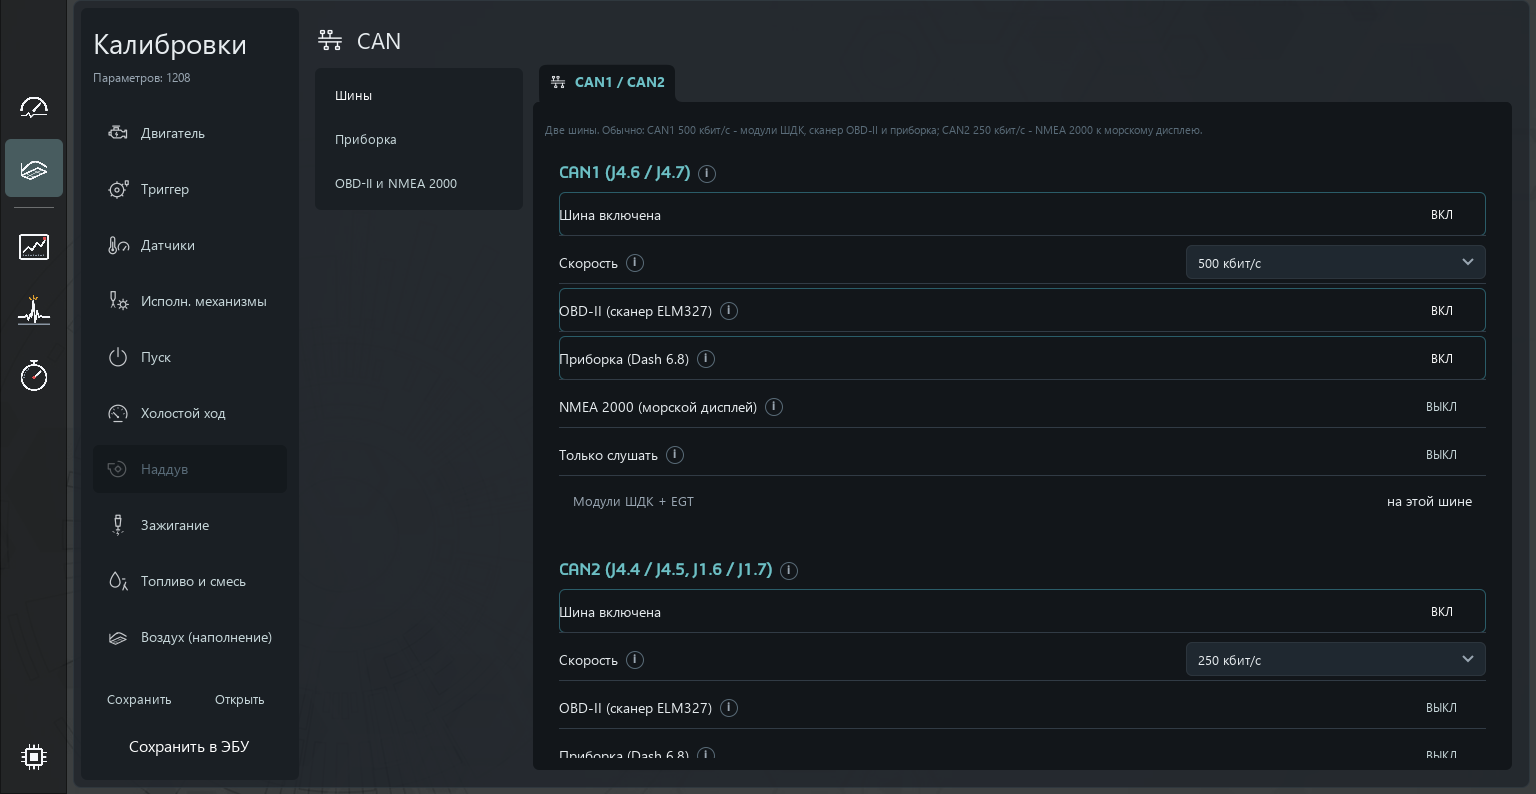 Калибровки
Параметров: 1208
Двигатель
Триггер
Датчики
Исполн. механизмы
Пуск
Холостой ход
Наддув
Зажигание
Топливо и смесь
Воздух (наполнение)
Сохранить
Открыть
Сохранить в ЭБУ
CAN
Шины
Приборка
OBD-II и NMEA 2000
CAN1 / CAN2
Две шины. Обычно: CAN1 500 кбит/с - модули ШДК, сканер OBD-II и приборка; CAN2 250 кбит/с - NMEA 2000 к морскому дисплею.
CAN1 (J4.6 / J4.7)
Шина включена ВКЛ
Скорость 500 кбит/с
OBD-II (сканер ELM327) ВКЛ
Приборка (Dash 6.8) ВКЛ
NMEA 2000 (морской дисплей) ВЫКЛ
Только слушать ВЫКЛ
Модули ШДК + EGT на этой шине
CAN2 (J4.4 / J4.5, J1.6 / J1.7)
Шина включена ВКЛ
Скорость 250 кбит/с
OBD-II (сканер ELM327) ВЫКЛ
Приборка (Dash 6.8) ВЫКЛ